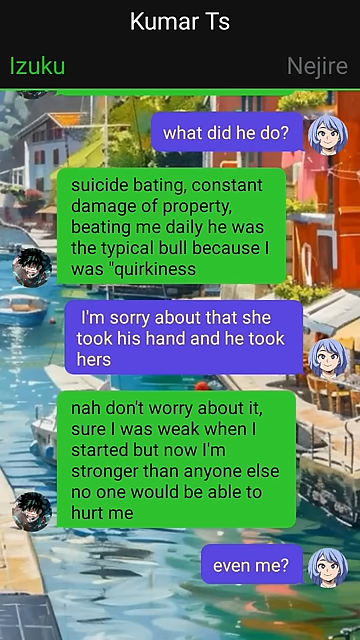 Kumar Ts
Izuku
Nejire
what did he do?
suicide bating, constant
damage of property,
beating me daily he was
the typical bull because I
was "quirkiness
I'm sorry about that she
took his hand and he took
hers
nah don't worry about it,
sure I was weak when I
started but now I'm
stronger than anyone else
no one would be able to
hurt me
even me?